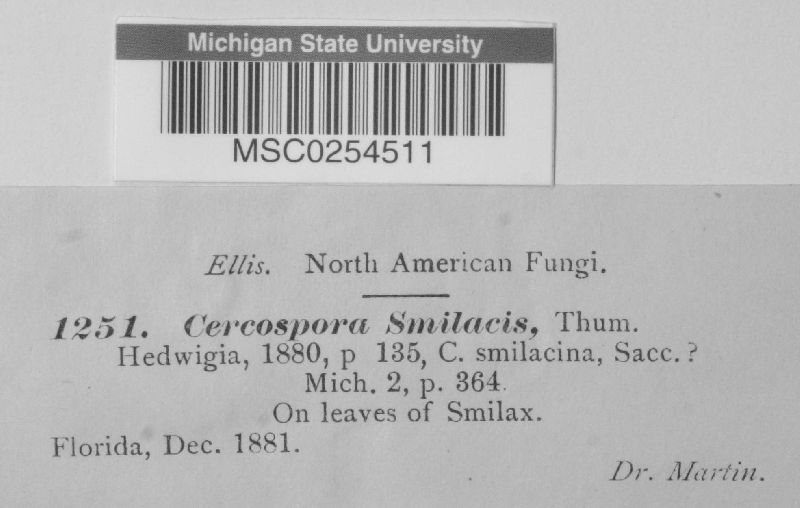 Michigan State University
MSC0254511
Ellis. North American Fungi.
1251. Cercospora Smilacis, Thum.
Hedwigia, 1880, p 135, C. smilacina, Sacc.?
Mich. 2, p. 364.
On leaves of Smilax.
Florida, Dec. 1881.
Dr. Martin.